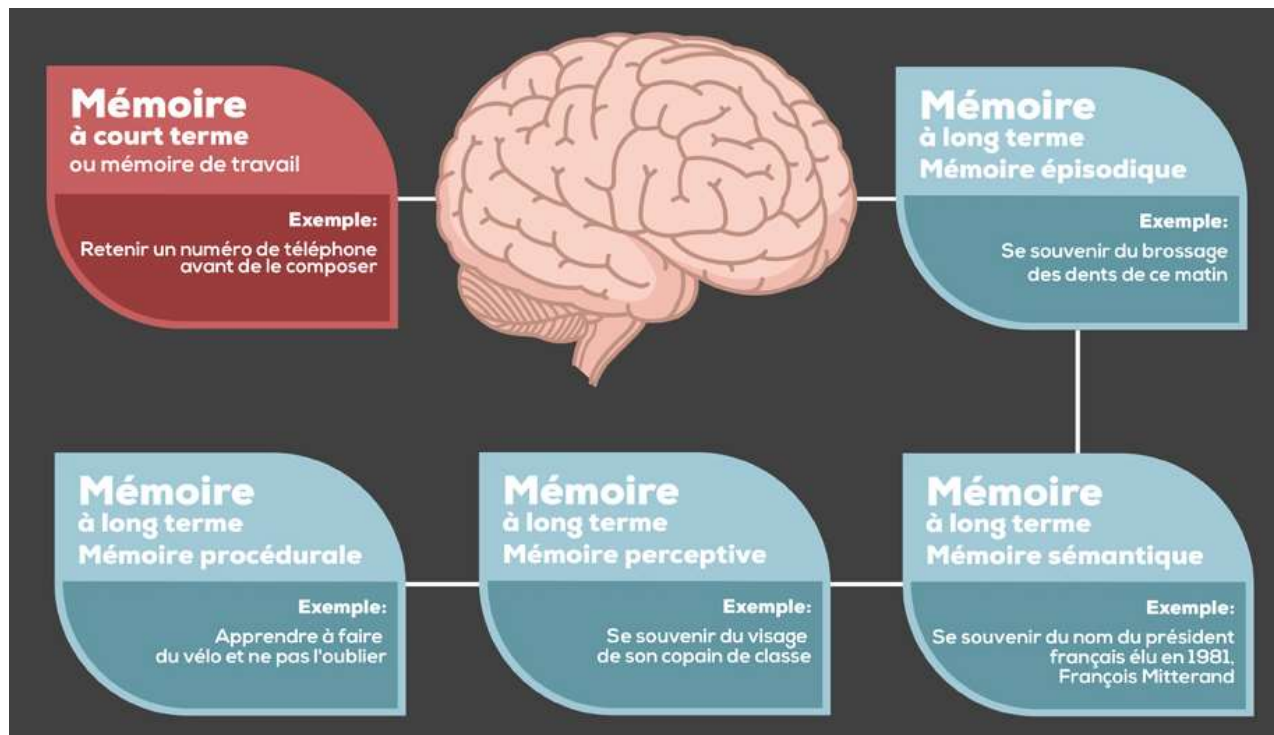 Mémoire
à court terme
ou mémoire de travail
Exemple:
Retenir un numéro de téléphone
avant de le composer
Mémoire
à long terme
Mémoire épisodique
Exemple:
Se souvenir du brossage
des dents de ce matin
Mémoire
à long terme
Mémoire procédurale
Exemple:
Apprendre à faire
du vélo et ne pas l'oublier
Mémoire
à long terme
Mémoire perceptive
Exemple:
Se souvenir du visage
de son copain de classe
Mémoire
à long terme
Mémoire sémantique
Exemple:
Se souvenir du nom du président
français élu en 1981,
François Mitterand